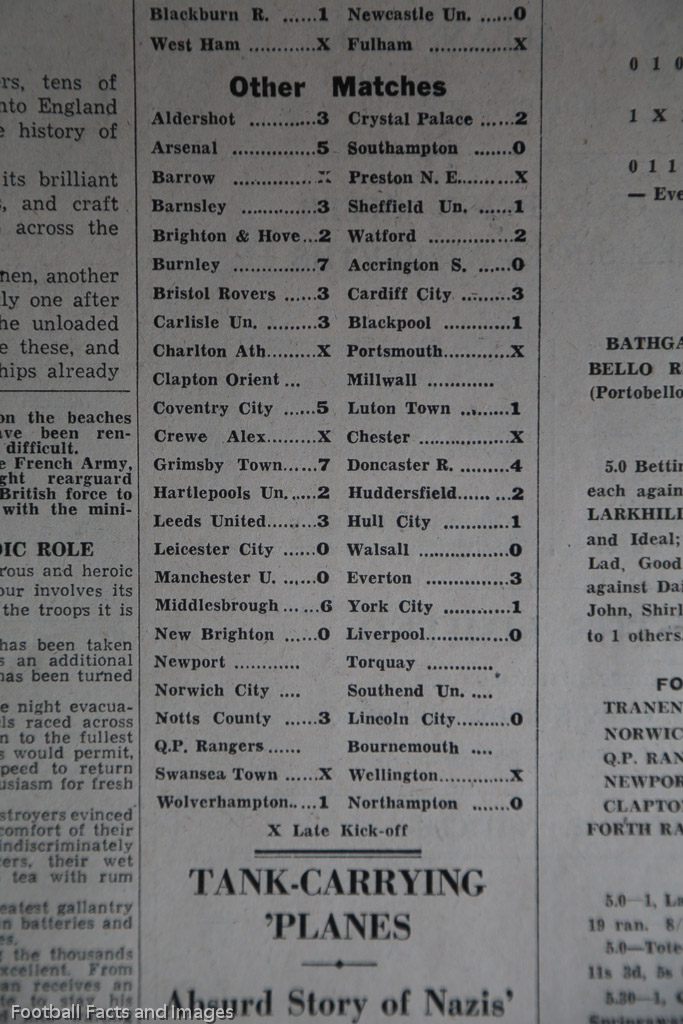 Blackburn R. ......1 Newcastle Un. ......0
West Ham ............X Fulham ..............X
Other Matches
Aldershot ............3 Crystal Palace ......2
Arsenal ...............5 Southampton .......0
Barrow ...............X Preston N. E.........X
Barnsley ............3 Sheffield Un. ......1
Brighton & Hove...2 Watford ..............2
Burnley ...............7 Accrington S. ......0
Bristol Rovers ......3 Cardiff City .........3
Carlisle Un. .........3 Blackpool ............1
Charlton Ath.........X Portsmouth............X
Clapton Orient ... Millwall ............
Coventry City ......5 Luton Town .........1
Crewe Alex.........X Chester ...............X
Grimsby Town......7 Doncaster R. .........4
Hartlepools Un. ....2 Huddersfield...... ...2
Leeds United.........3 Hull City ............1
Leicester City ......0 Walsall ...............0
Manchester U. ......0 Everton ...............3
Middlesbrough ... ...6 York City ............1
New Brighton ......0 Liverpool...............0
Newport ............ Torquay ............
Norwich City .... Southend Un. ....
Notts County ......3 Lincoln City..........0
Q.P. Rangers ...... Bournemouth ....
Swansea Town ......X Wellington............X
Wolverhampton.....1 Northampton .......0
X Late Kick-off
TANK-CARRYING
'PLANES
Absurd Story of Nazis'
rs, tens of
nto England
e history of
its brilliant
s, and craft
across the
men, another
ly one after
he unloaded
e these, and
hips already
on the beaches
ave been ren-
difficult.
e French Army,
ght rearguard
British force to
with the mini-
OIC ROLE
rous and heroic
our involves its
the troops it is
has been taken
s an additional
has been turned
e night evacua-
ls raced across
n to the fullest
s would permit,
peed to return
usiasm for fresh
stroyers evinced
comfort of their
indiscriminately
ers, their wet
tea with rum
eatest gallantry
n batteries and
es.
g the thousands
xcellent. From
an receives an
0 1 0
1 X
0 1 1
— Eve
BATHGA
BELLO R
(Portobello
5.0 Bettin
each again
LARKHILL
and Ideal;
Lad, Good
against Dai
John, Shirl
to 1 others.
FO
TRANEN
NORWIC
Q.P. RAN
NEWPOR
CLAPTO
FORTH RA
5.0—1, La
19 ran. 8/
5.0—Tote
11s 3d, 5s
5.30—1,
Football Facts and Images